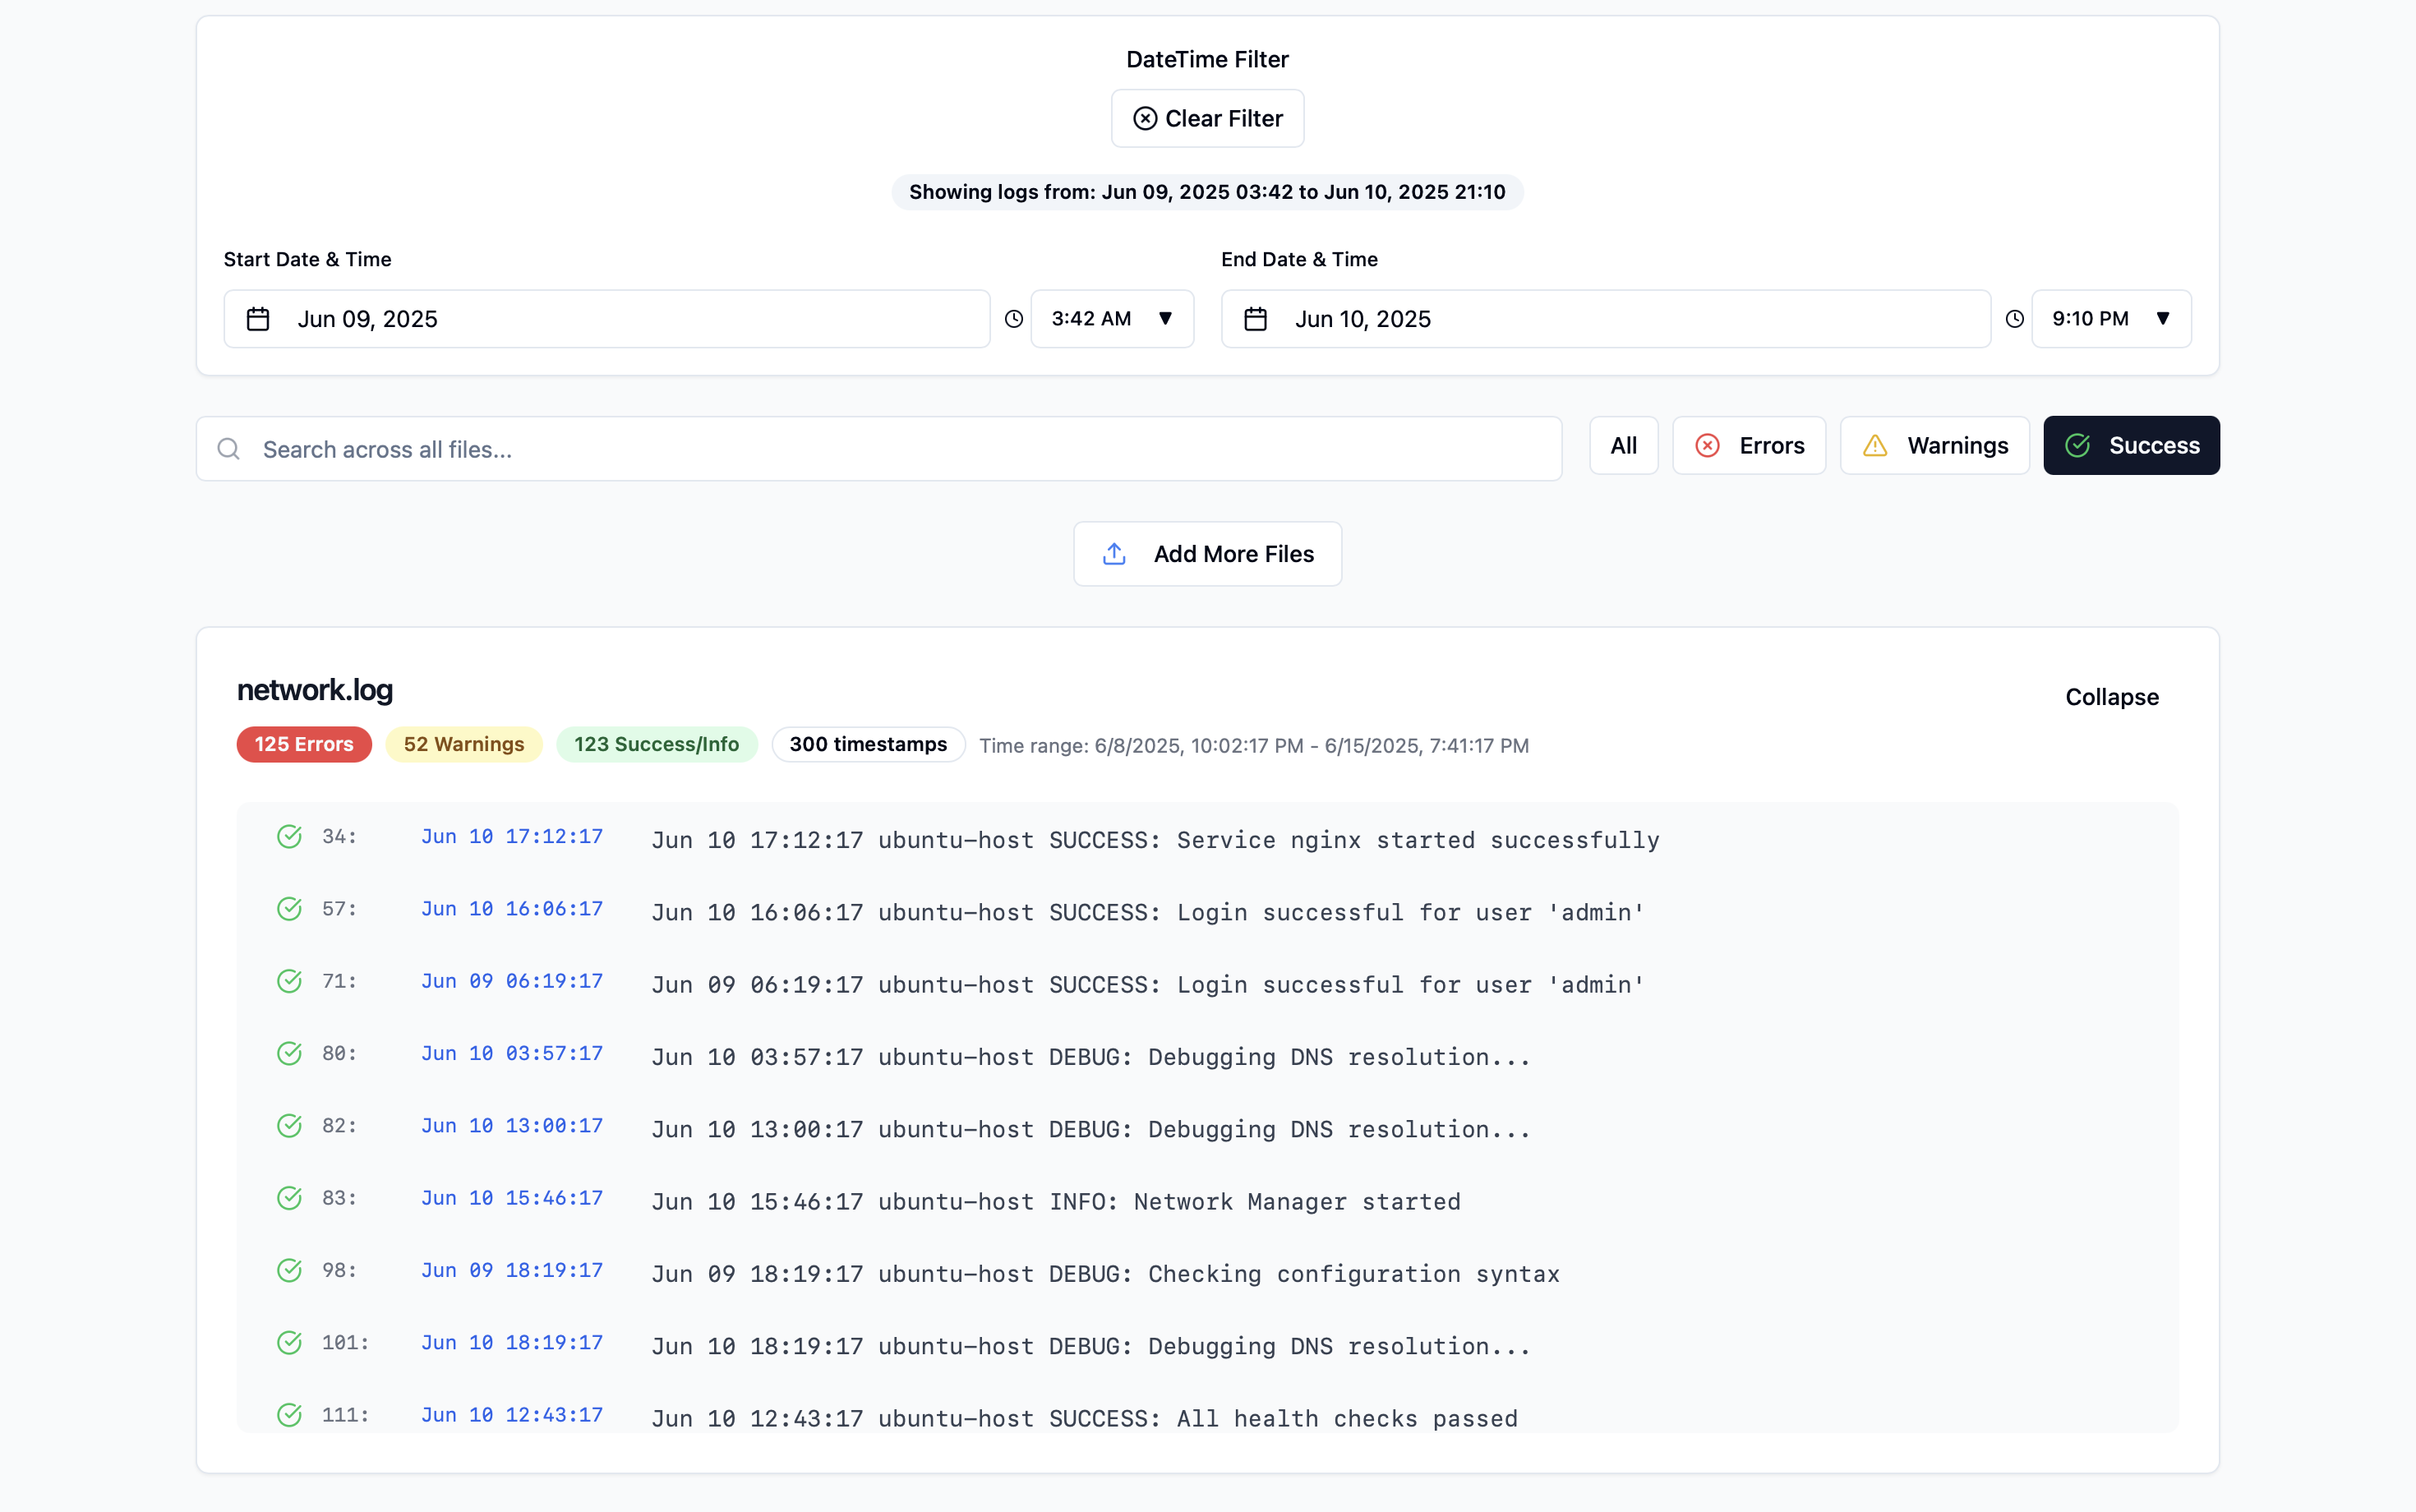 DateTime Filter
Clear Filter
Showing logs from: Jun 09, 2025 03:42 to Jun 10, 2025 21:10
Start Date & Time
End Date & Time
Jun 09, 2025
3:42 AM ▼
Jun 10, 2025
9:10 PM ▼
Search across all files...
All
Errors
Warnings
Success
Add More Files
network.log
Collapse
125 Errors
52 Warnings
123 Success/Info
300 timestamps
Time range: 6/8/2025, 10:02:17 PM - 6/15/2025, 7:41:17 PM
34: Jun 10 17:12:17 Jun 10 17:12:17 ubuntu-host SUCCESS: Service nginx started successfully
57: Jun 10 16:06:17 Jun 10 16:06:17 ubuntu-host SUCCESS: Login successful for user 'admin'
71: Jun 09 06:19:17 Jun 09 06:19:17 ubuntu-host SUCCESS: Login successful for user 'admin'
80: Jun 10 03:57:17 Jun 10 03:57:17 ubuntu-host DEBUG: Debugging DNS resolution...
82: Jun 10 13:00:17 Jun 10 13:00:17 ubuntu-host DEBUG: Debugging DNS resolution...
83: Jun 10 15:46:17 Jun 10 15:46:17 ubuntu-host INFO: Network Manager started
98: Jun 09 18:19:17 Jun 09 18:19:17 ubuntu-host DEBUG: Checking configuration syntax
101: Jun 10 18:19:17 Jun 10 18:19:17 ubuntu-host DEBUG: Debugging DNS resolution...
111: Jun 10 12:43:17 Jun 10 12:43:17 ubuntu-host SUCCESS: All health checks passed